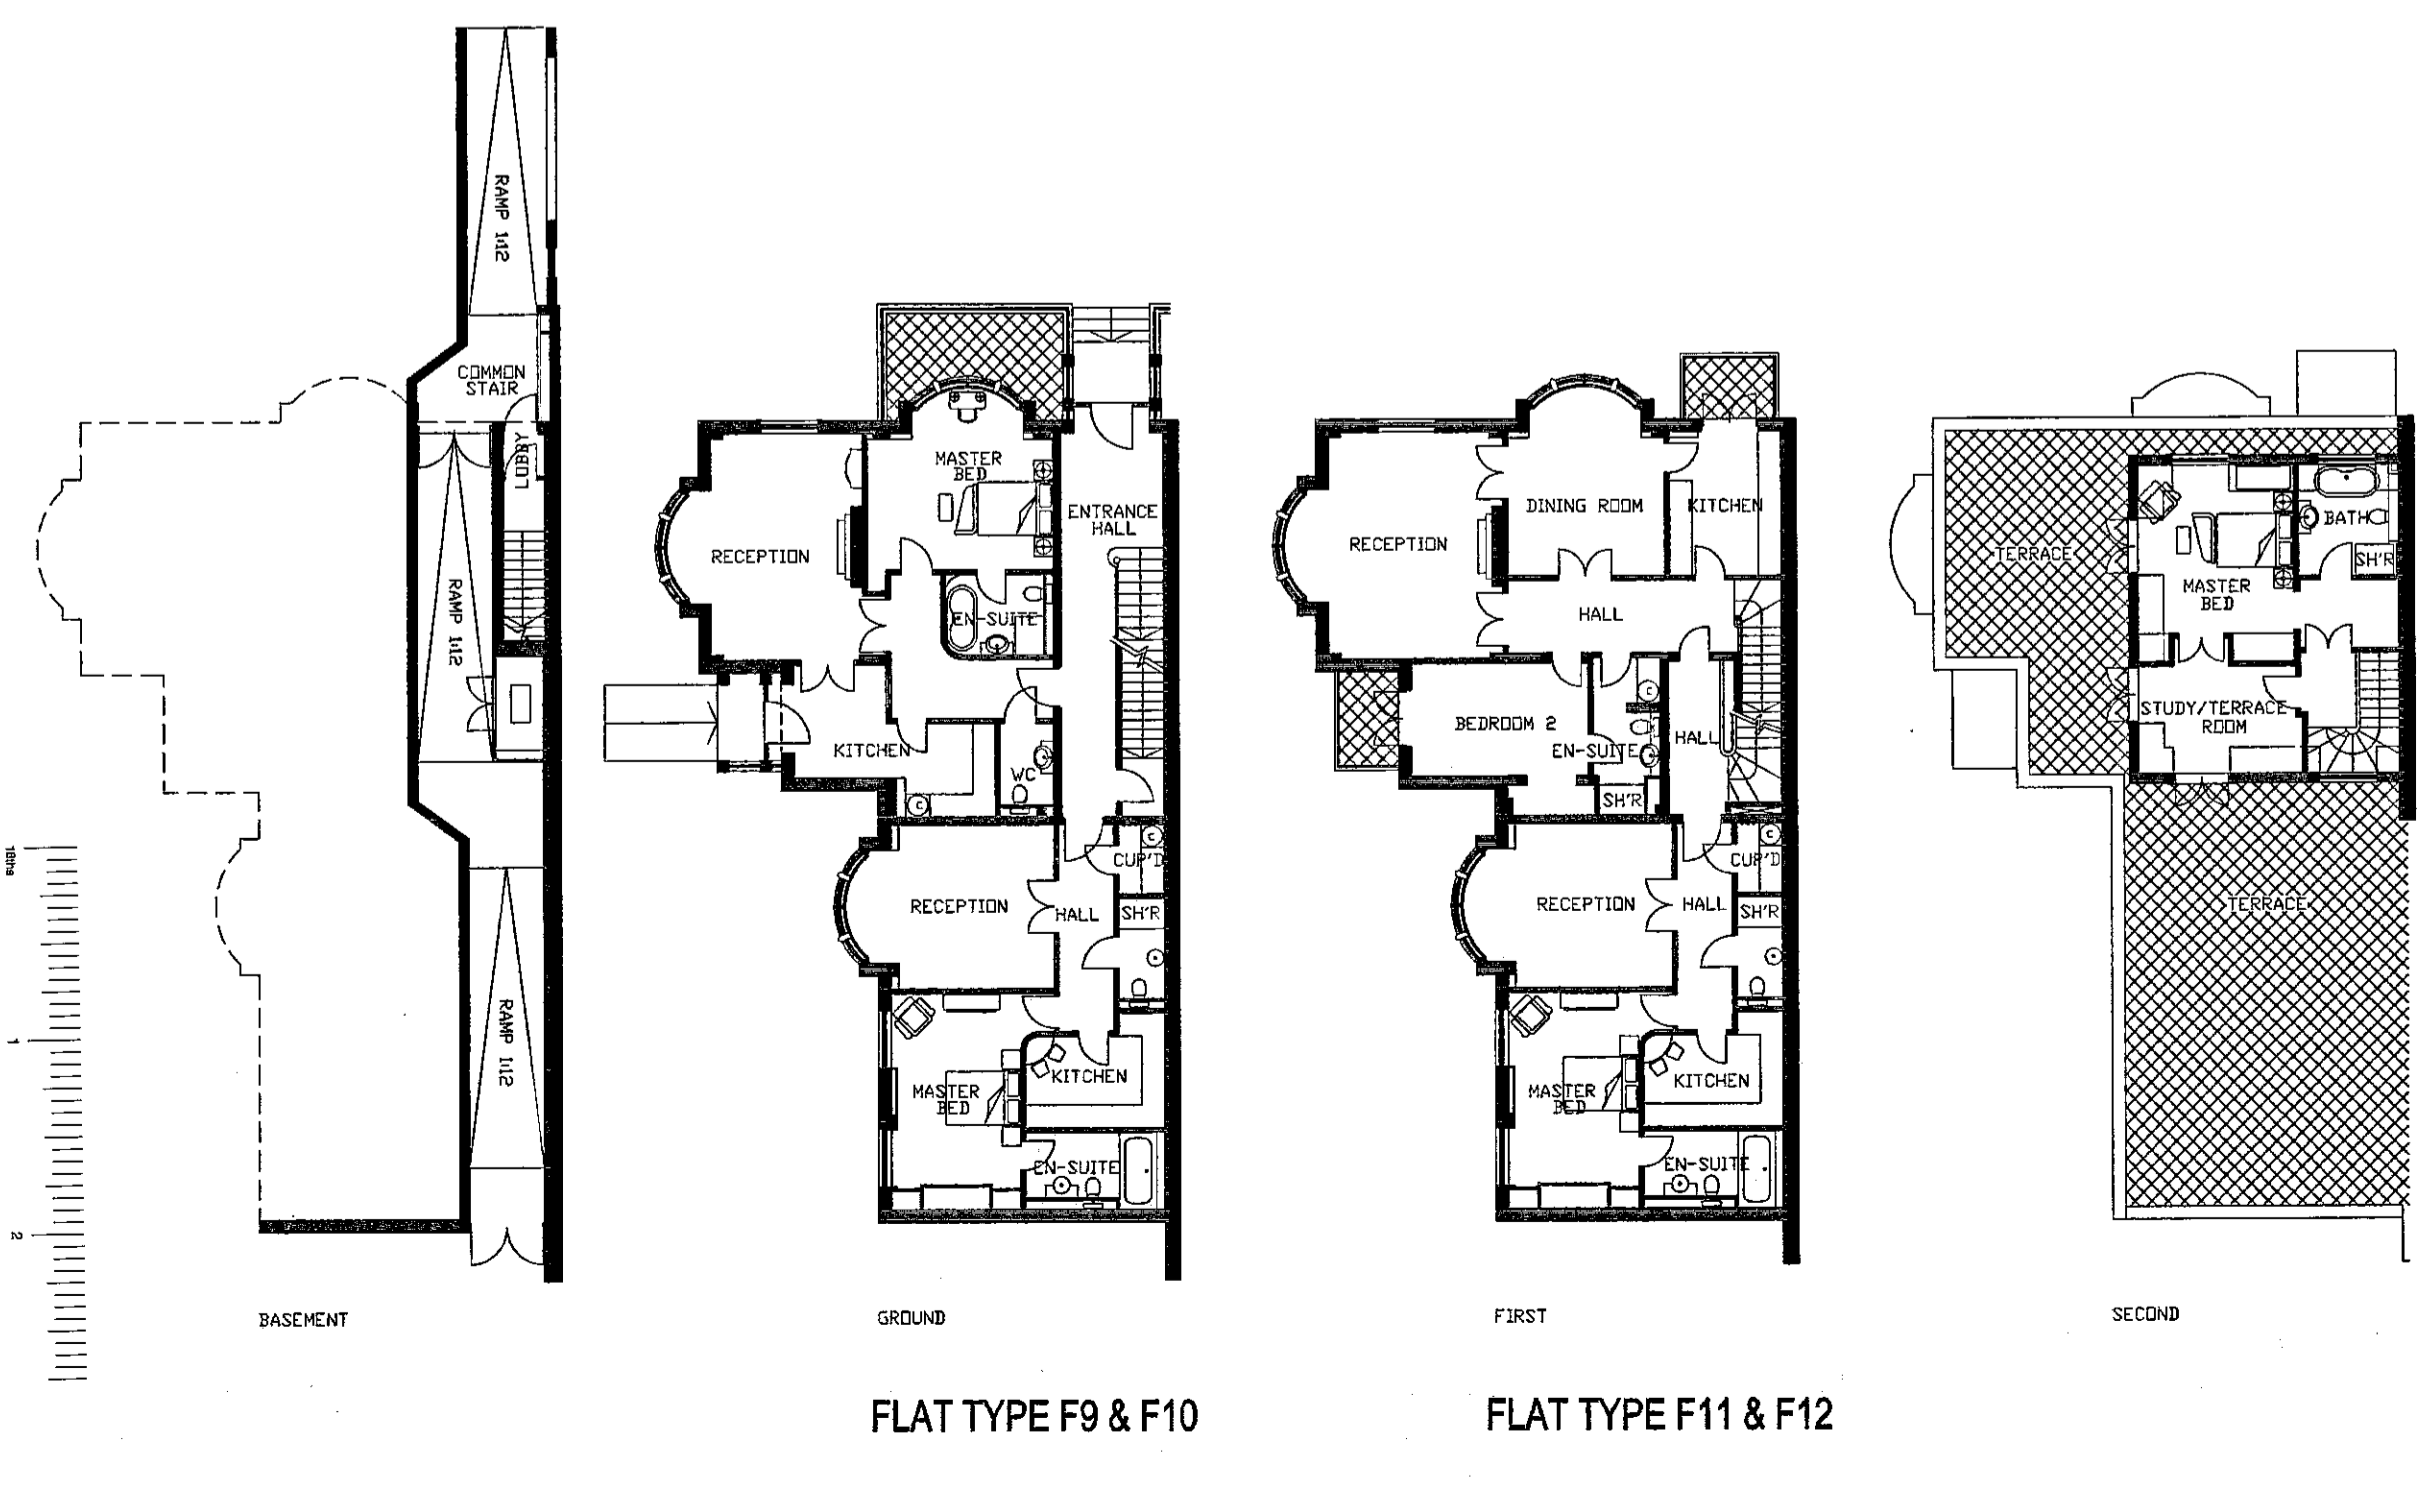 RAMP 1:12
COMMON
STAIR
LOBBY
RAMP 1:12
RAMP 1:12
BASEMENT
16ths
1
2
MASTER
BED
ENTRANCE
HALL
RECEPTION
EN-SUITE
KITCHEN
WC
C
C
CUP'D
RECEPTION
HALL
SH'R
KITCHEN
MASTER
BED
EN-SUITE
GROUND
FLAT TYPE F9 & F10
DINING ROOM
KITCHEN
RECEPTION
HALL
C
BEDROOM 2
HALL
EN-SUITE
SH'R
C
CUP'D
RECEPTION
HALL
SH'R
KITCHEN
MASTER
BED
EN-SUITE
FIRST
FLAT TYPE F11 & F12
BATH
TERRACE
SH'R
MASTER
BED
STUDY/TERRACE
ROOM
TERRACE
SECOND